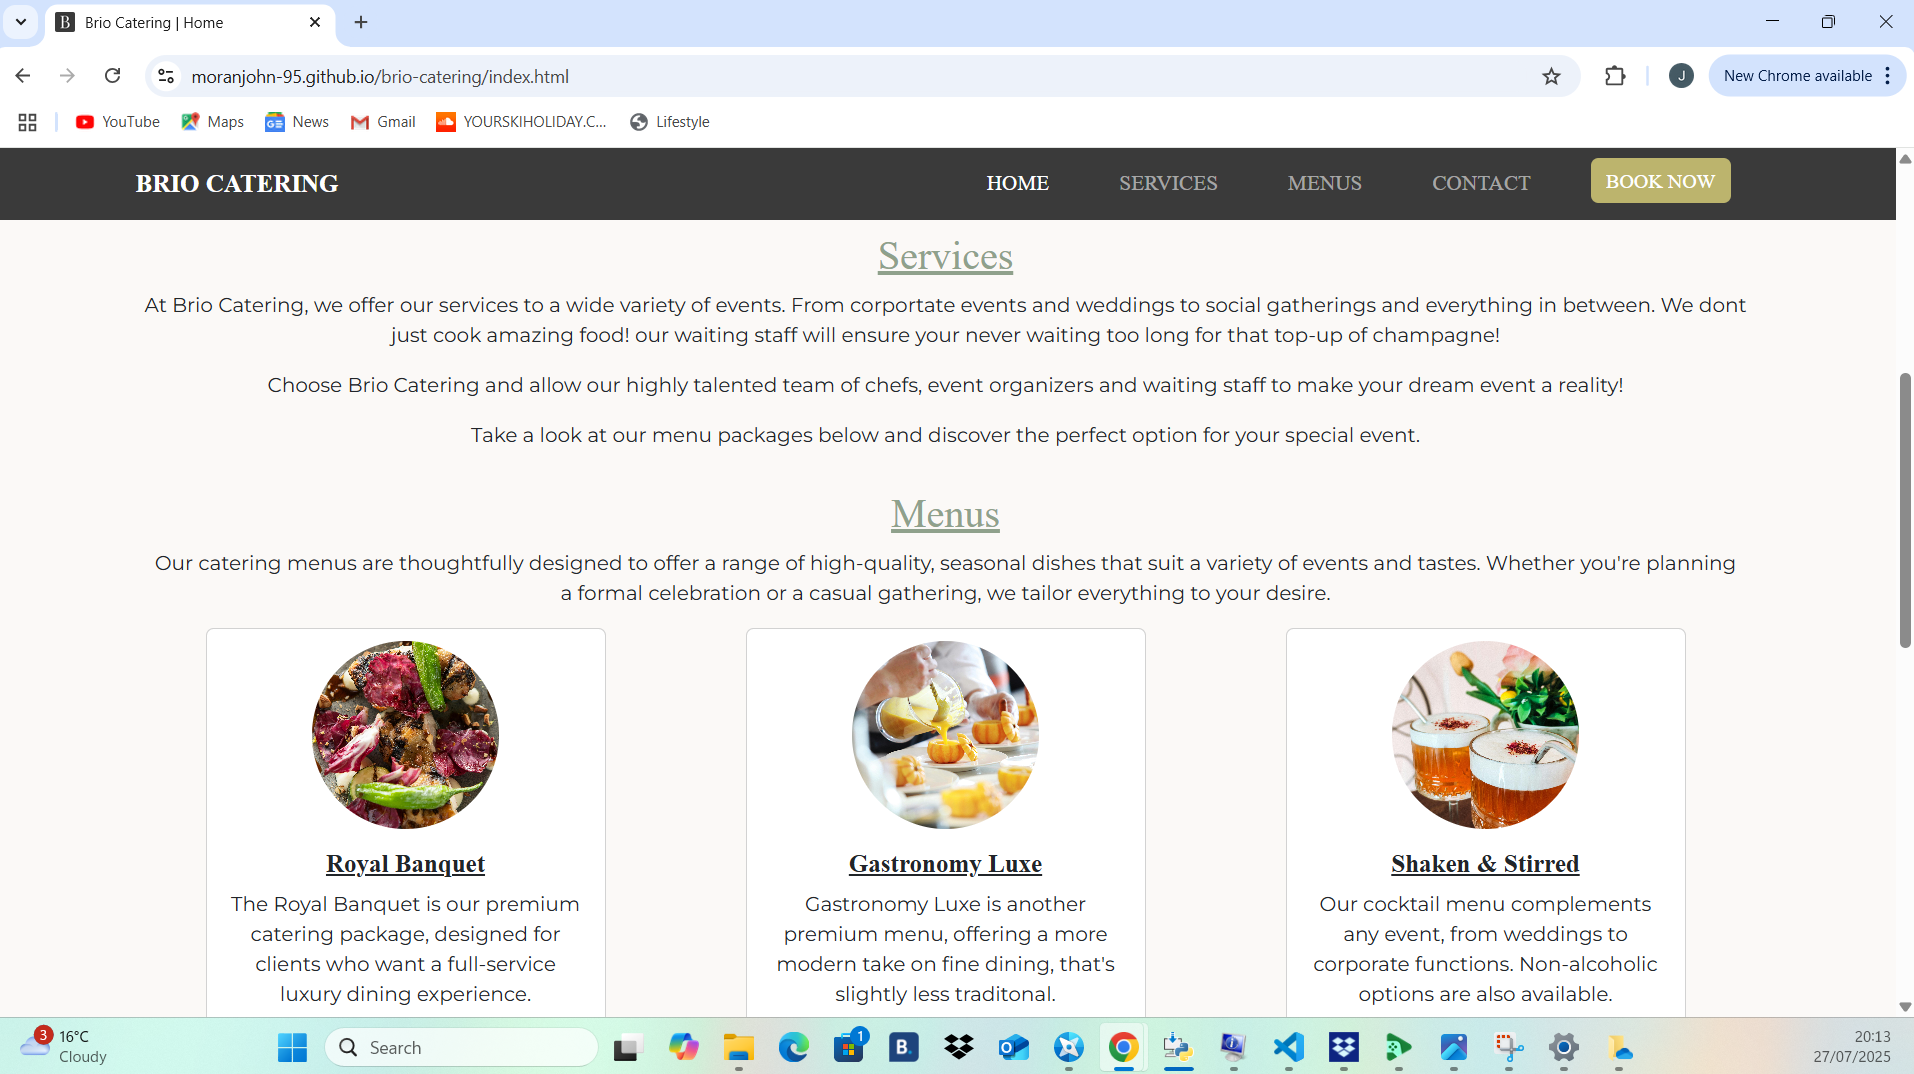 Brio Catering | Home
moranjohn-95.github.io/brio-catering/index.html
J
New Chrome available
YouTube
Maps
News
Gmail
YOURSKIHOLIDAY.C...
Lifestyle
BRIO CATERING
HOME
SERVICES
MENUS
CONTACT
BOOK NOW
Services
At Brio Catering, we offer our services to a wide variety of events. From corportate events and weddings to social gatherings and everything in between. We dont
just cook amazing food! our waiting staff will ensure your never waiting too long for that top-up of champagne!
Choose Brio Catering and allow our highly talented team of chefs, event organizers and waiting staff to make your dream event a reality!
Take a look at our menu packages below and discover the perfect option for your special event.
Menus
Our catering menus are thoughtfully designed to offer a range of high-quality, seasonal dishes that suit a variety of events and tastes. Whether you're planning
a formal celebration or a casual gathering, we tailor everything to your desire.
Royal Banquet
The Royal Banquet is our premium
catering package, designed for
clients who want a full-service
luxury dining experience.
Gastronomy Luxe
Gastronomy Luxe is another
premium menu, offering a more
modern take on fine dining, that's
slightly less traditonal.
Shaken & Stirred
Our cocktail menu complements
any event, from weddings to
corporate functions. Non-alcoholic
options are also available.
3
16°C
Cloudy
Search
1
B.
20:13
27/07/2025